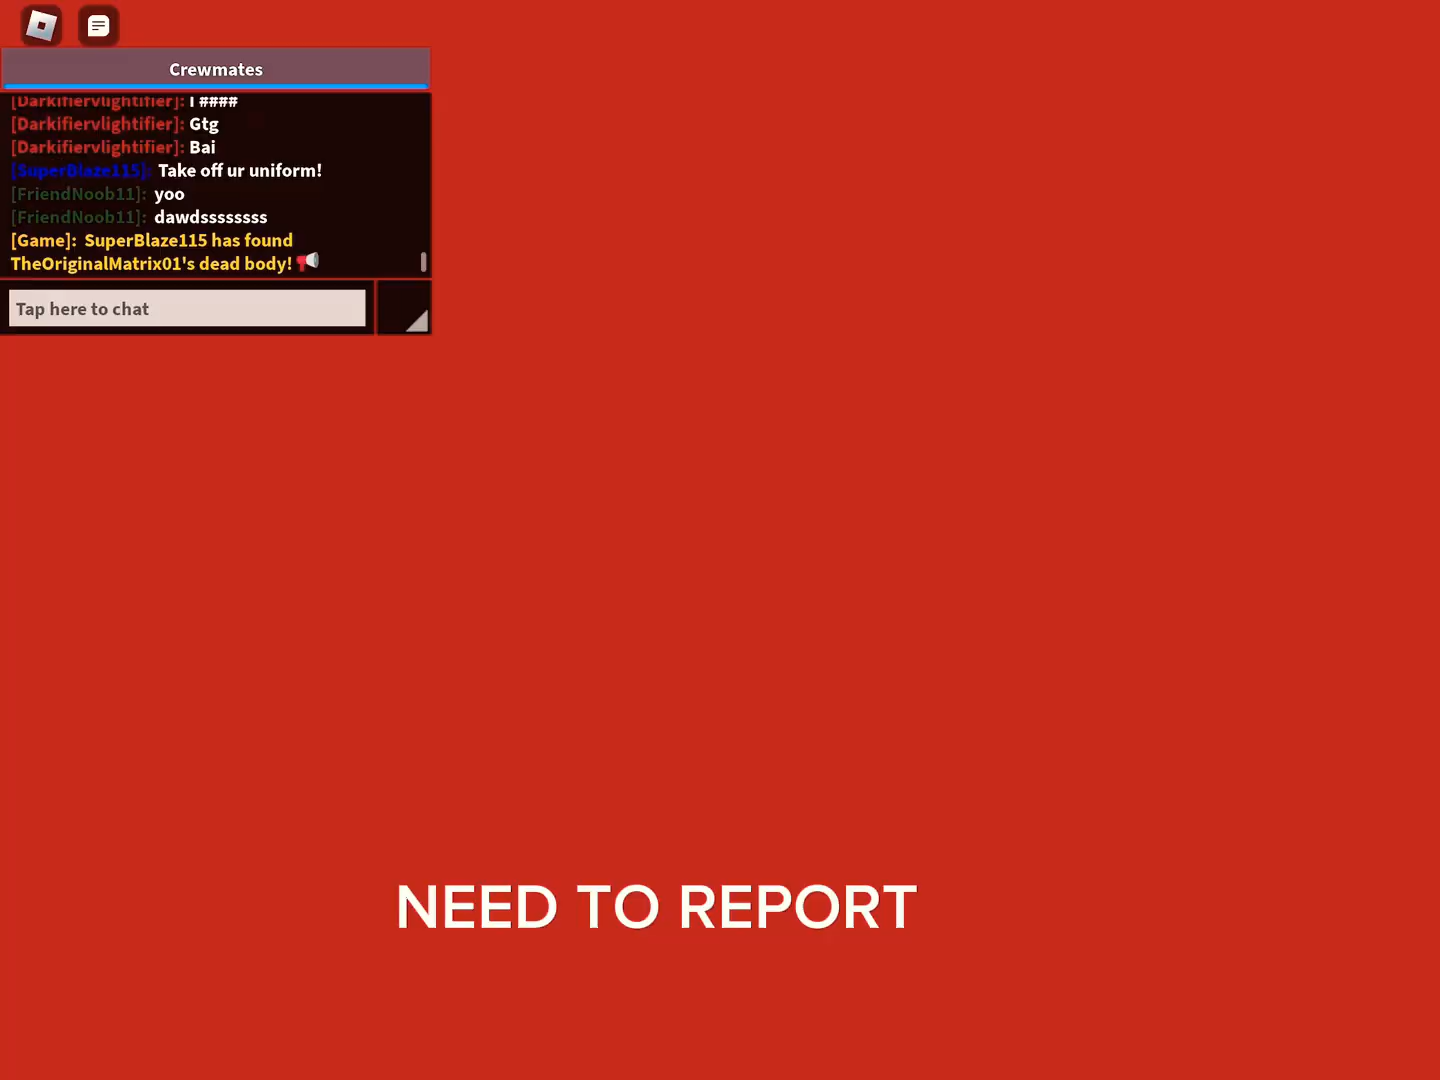 Crewmates
[Darkifiervlightifier]: I ####
[Darkifiervlightifier]: Gtg
[Darkifiervlightifier]: Bai
[SuperBlaze115]: Take off ur uniform!
[FriendNoob11]: yoo
[FriendNoob11]: dawdssssssss
[Game]: SuperBlaze115 has found
TheOriginalMatrix01's dead body!
Tap here to chat
NEED TO REPORT